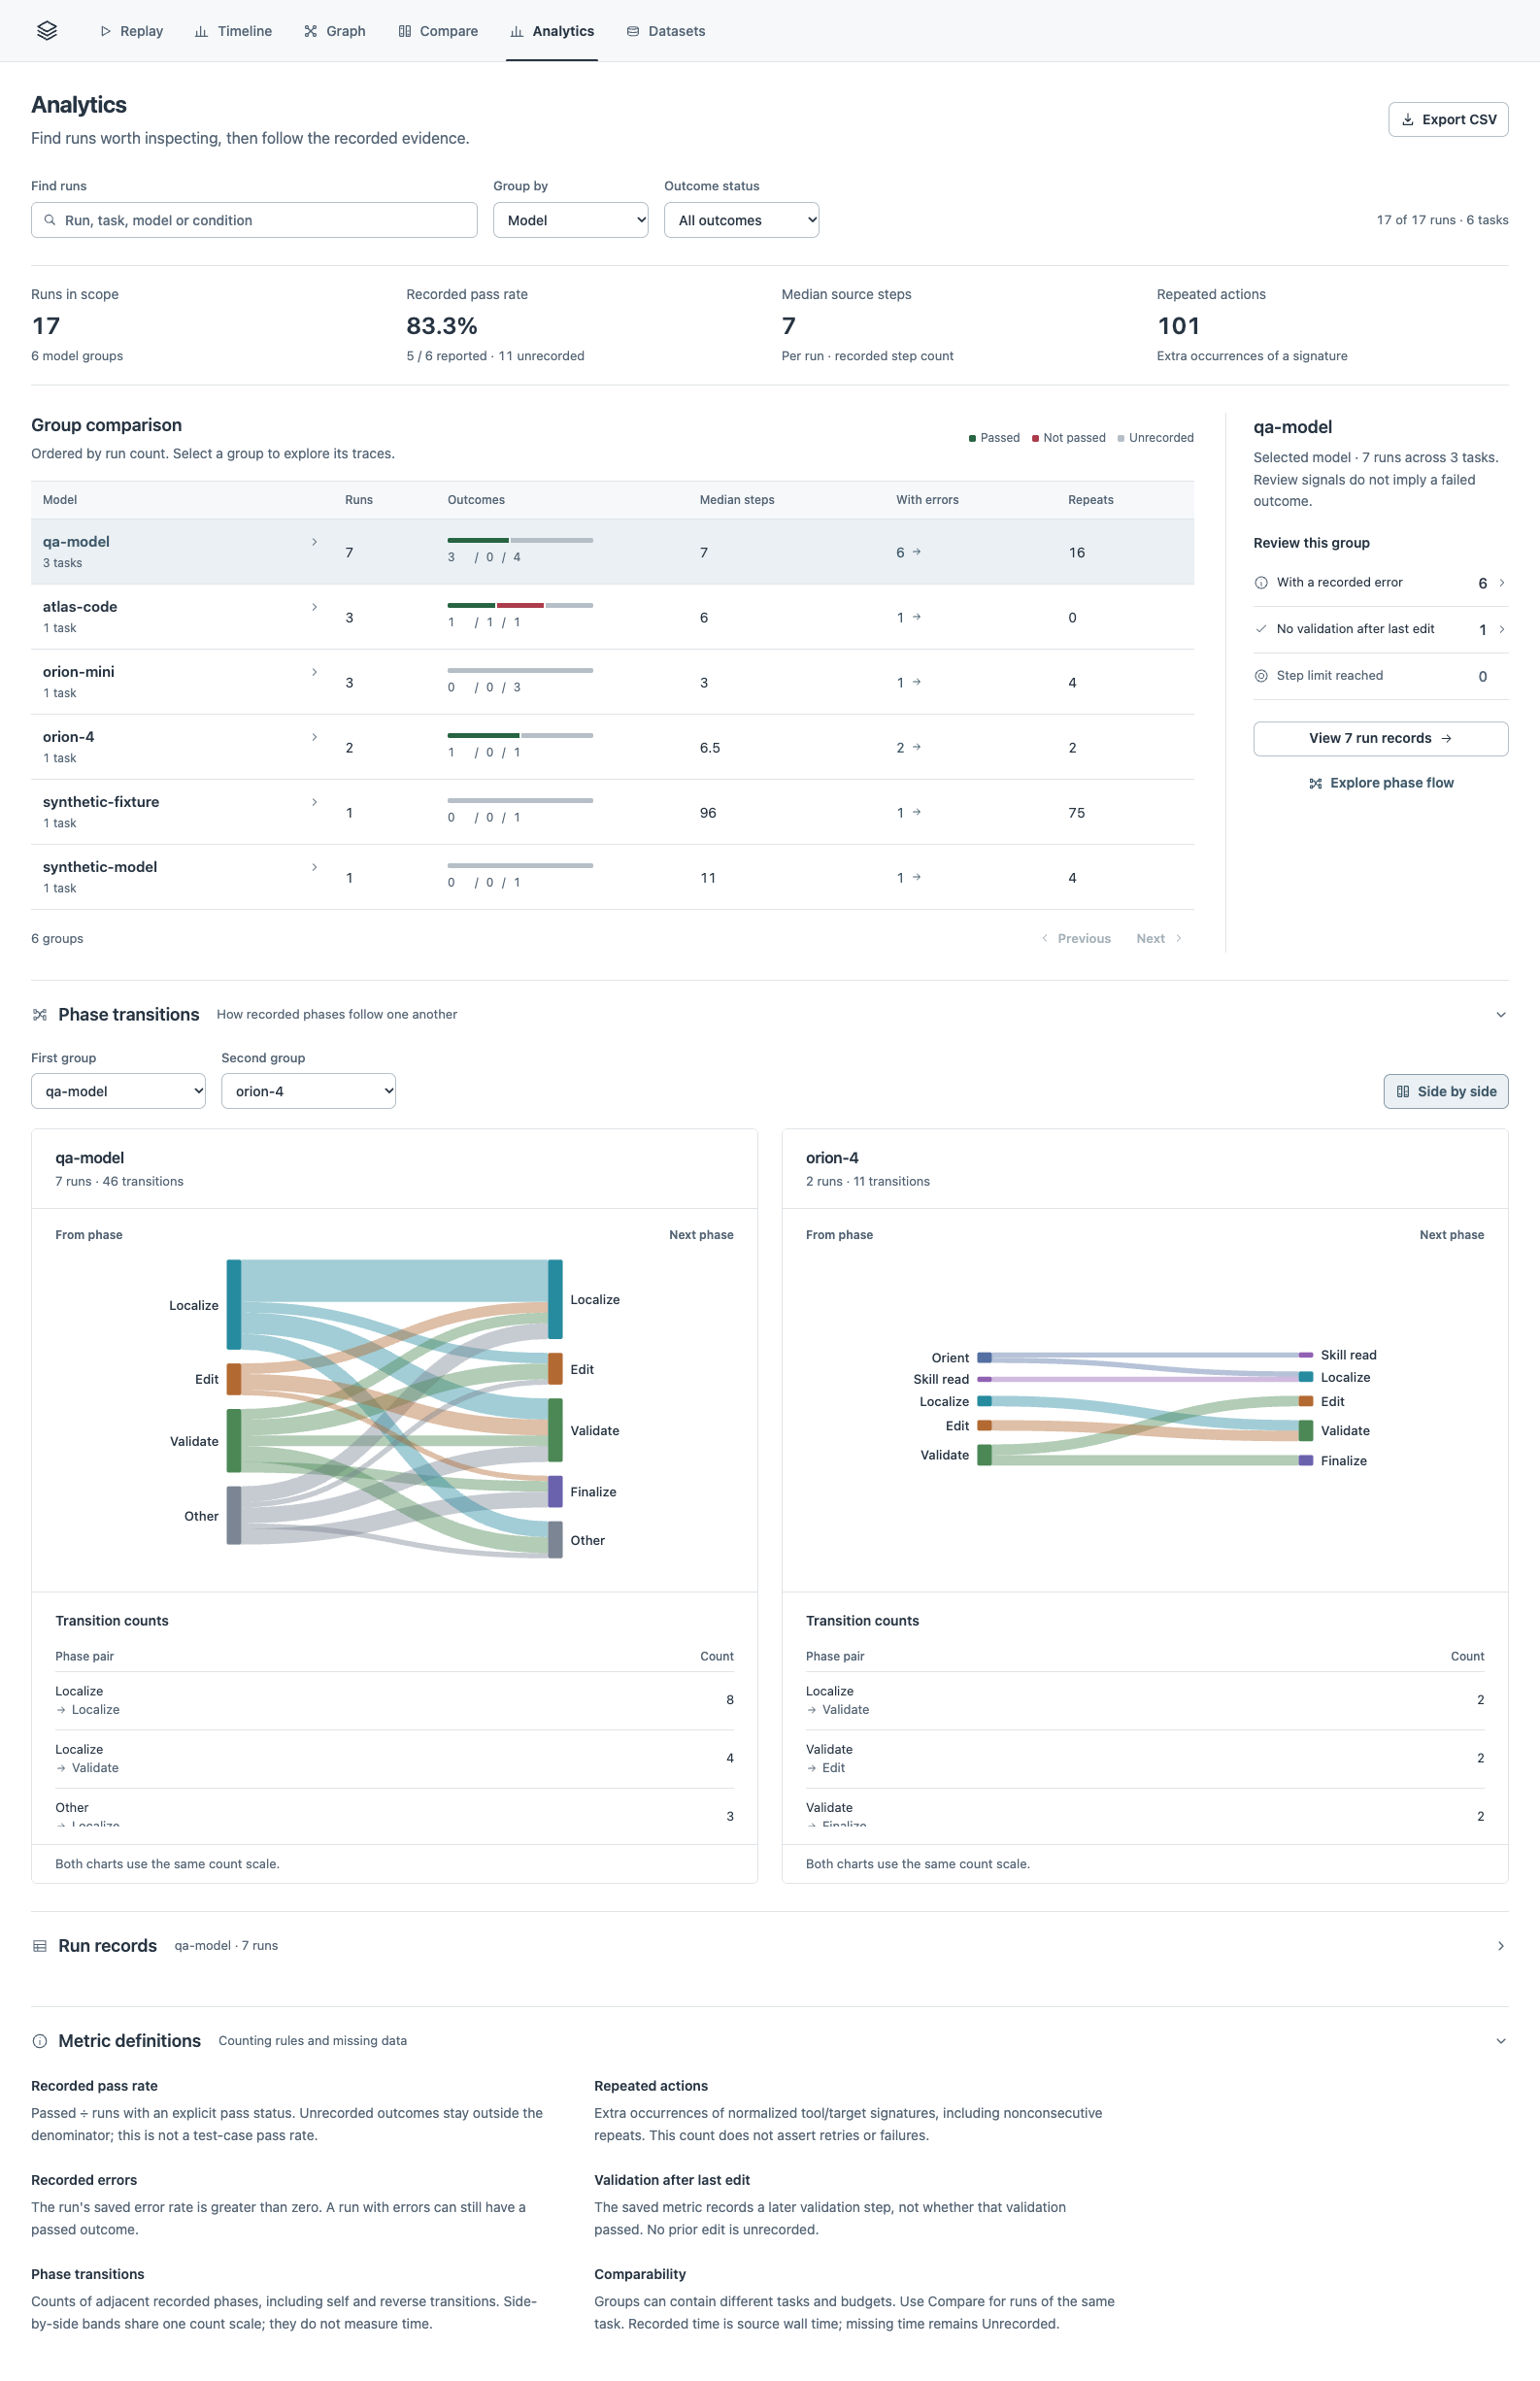 Replay
Timeline
Graph
Compare
Analytics
Datasets
Analytics
Find runs worth inspecting, then follow the recorded evidence.
Export CSV
Find runs
Group by
Outcome status
Run, task, model or condition
Model
All outcomes
17 of 17 runs · 6 tasks
Runs in scope
17
6 model groups
Recorded pass rate
83.3%
5 / 6 reported · 11 unrecorded
Median source steps
7
Per run · recorded step count
Repeated actions
101
Extra occurrences of a signature
Group comparison
Ordered by run count. Select a group to explore its traces.
Passed
Not passed
Unrecorded
Model Runs Outcomes Median steps With errors Repeats
qa-model
3 tasks
7
3 / 0 / 4
7
6 →
16
atlas-code
1 task
3
1 / 1 / 1
6
1 →
0
orion-mini
1 task
3
0 / 0 / 3
3
1 →
4
orion-4
1 task
2
1 / 0 / 1
6.5
2 →
2
synthetic-fixture
1 task
1
0 / 0 / 1
96
1 →
75
synthetic-model
1 task
1
0 / 0 / 1
11
1 →
4
6 groups
Previous
Next
qa-model
Selected model · 7 runs across 3 tasks.
Review signals do not imply a failed
outcome.
Review this group
With a recorded error 6
No validation after last edit 1
Step limit reached 0
View 7 run records →
Explore phase flow
Phase transitions
How recorded phases follow one another
First group
Second group
qa-model
orion-4
Side by side
qa-model
7 runs · 46 transitions
From phase
Next phase
Localize
Edit
Validate
Other
Localize
Edit
Validate
Finalize
Other
Transition counts
Phase pair Count
Localize
→ Localize
8
Localize
→ Validate
4
Other
→ Localize
3
Both charts use the same count scale.
orion-4
2 runs · 11 transitions
From phase
Next phase
Orient
Skill read
Localize
Edit
Validate
Skill read
Localize
Edit
Validate
Finalize
Transition counts
Phase pair Count
Localize
→ Validate
2
Validate
→ Edit
2
Validate
→ Finalize
2
Both charts use the same count scale.
Run records
qa-model · 7 runs
Metric definitions
Counting rules and missing data
Recorded pass rate
Passed ÷ runs with an explicit pass status. Unrecorded outcomes stay outside the
denominator; this is not a test-case pass rate.
Repeated actions
Extra occurrences of normalized tool/target signatures, including nonconsecutive
repeats. This count does not assert retries or failures.
Recorded errors
The run's saved error rate is greater than zero. A run with errors can still have a
passed outcome.
Validation after last edit
The saved metric records a later validation step, not whether that validation
passed. No prior edit is unrecorded.
Phase transitions
Counts of adjacent recorded phases, including self and reverse transitions. Side-
by-side bands share one count scale; they do not measure time.
Comparability
Groups can contain different tasks and budgets. Use Compare for runs of the same
task. Recorded time is source wall time; missing time remains Unrecorded.